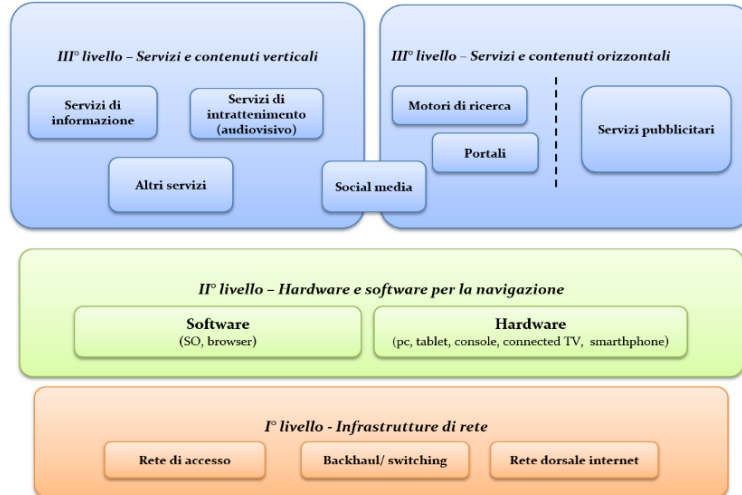 III° livello – Servizi e contenuti verticali
Servizi di
informazione
Servizi di
intrattenimento
(audiovisivo)
Altri servizi
Social media
III° livello – Servizi e contenuti orizzontali
Motori di ricerca
Portali
Servizi pubblicitari
II° livello – Hardware e software per la navigazione
Software
(SO, browser)
Hardware
(pc, tablet, console, connected TV, smarthphone)
I° livello - Infrastrutture di rete
Rete di accesso
Backhaul/ switching
Rete dorsale internet